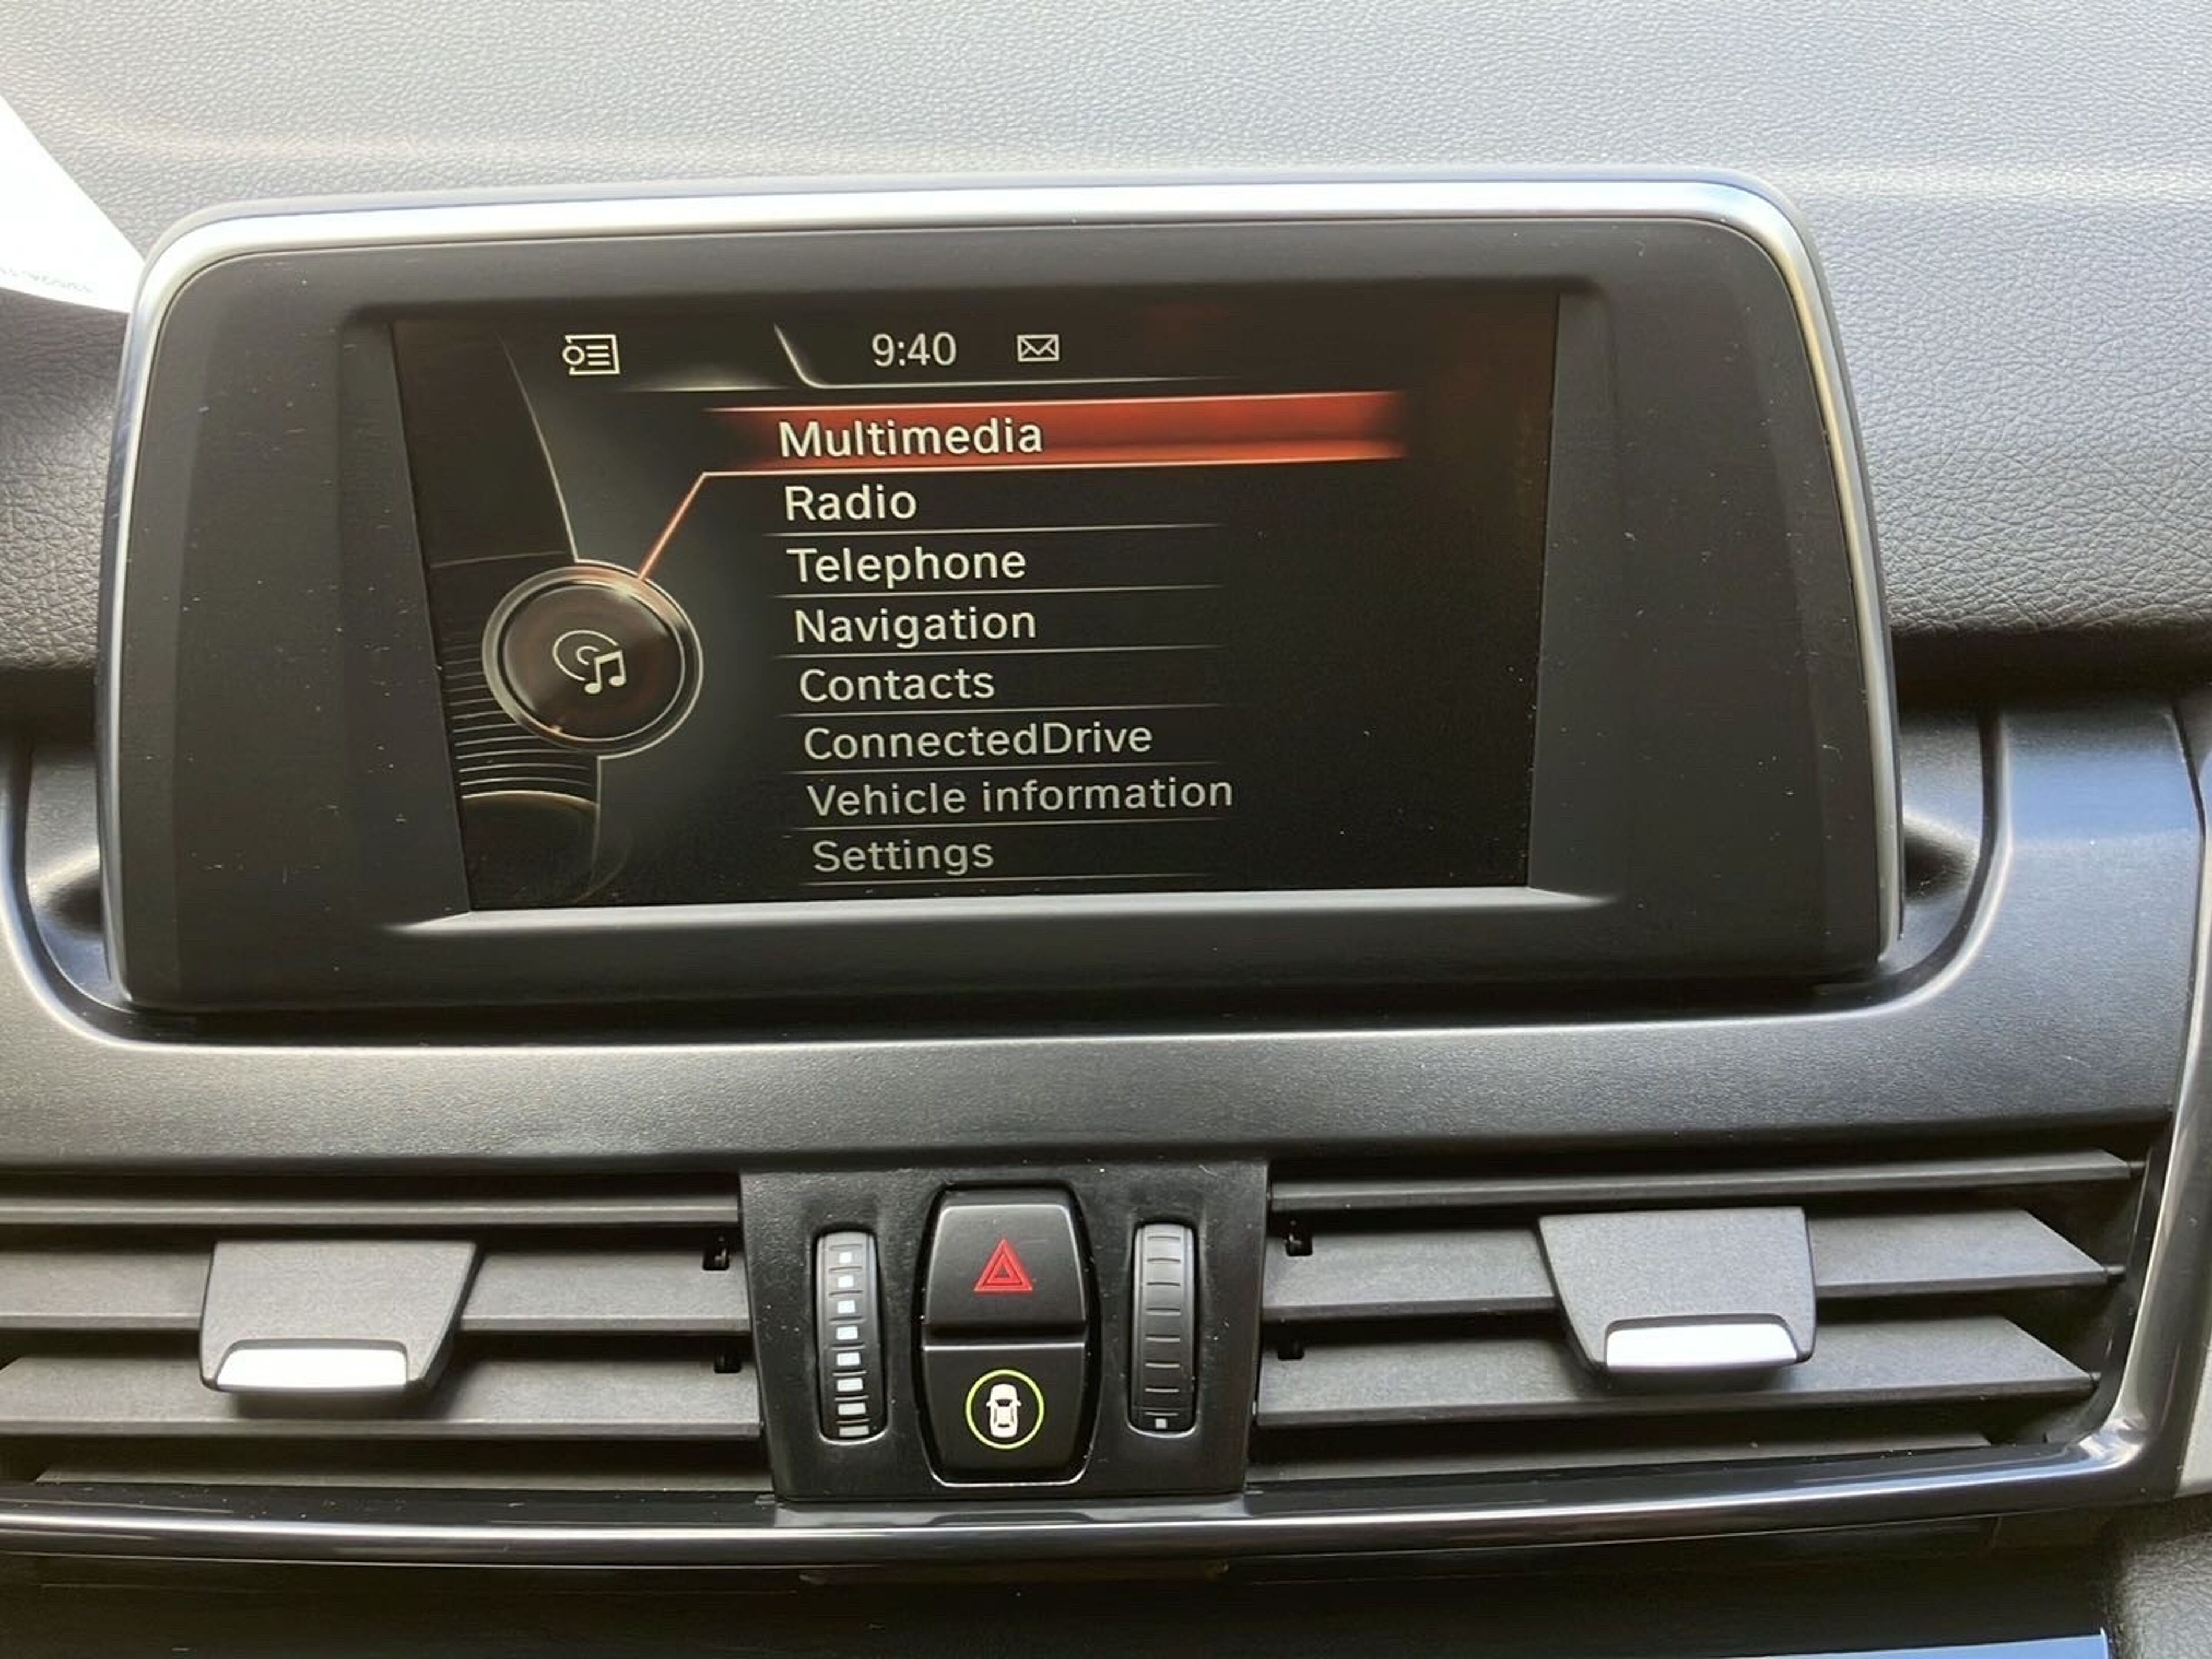 9:40
Multimedia
Radio
Telephone
Navigation
Contacts
ConnectedDrive
Vehicle information
Settings